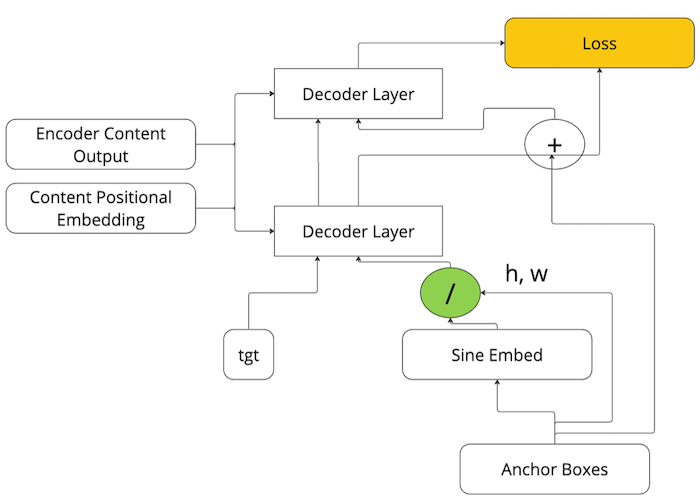 Loss
Decoder Layer
Encoder Content
Output
+
Content Positional
Embedding
Decoder Layer
h, w
/
tgt
Sine Embed
Anchor Boxes